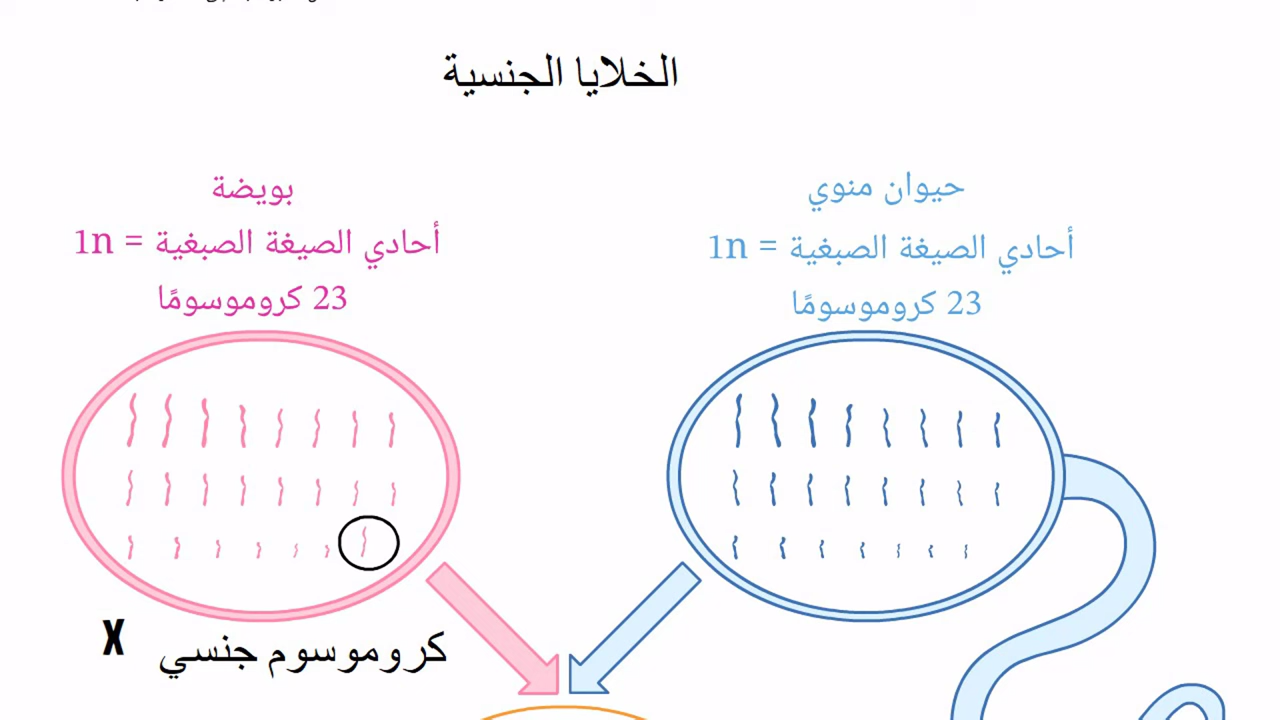 الخلايا الجنسية
حيوان منوي
أحادي الصيغة الصبغية = 1n
23 كروموسومًا
بويضة
أحادي الصيغة الصبغية = 1n
23 كروموسومًا
كروموسوم جنسي X